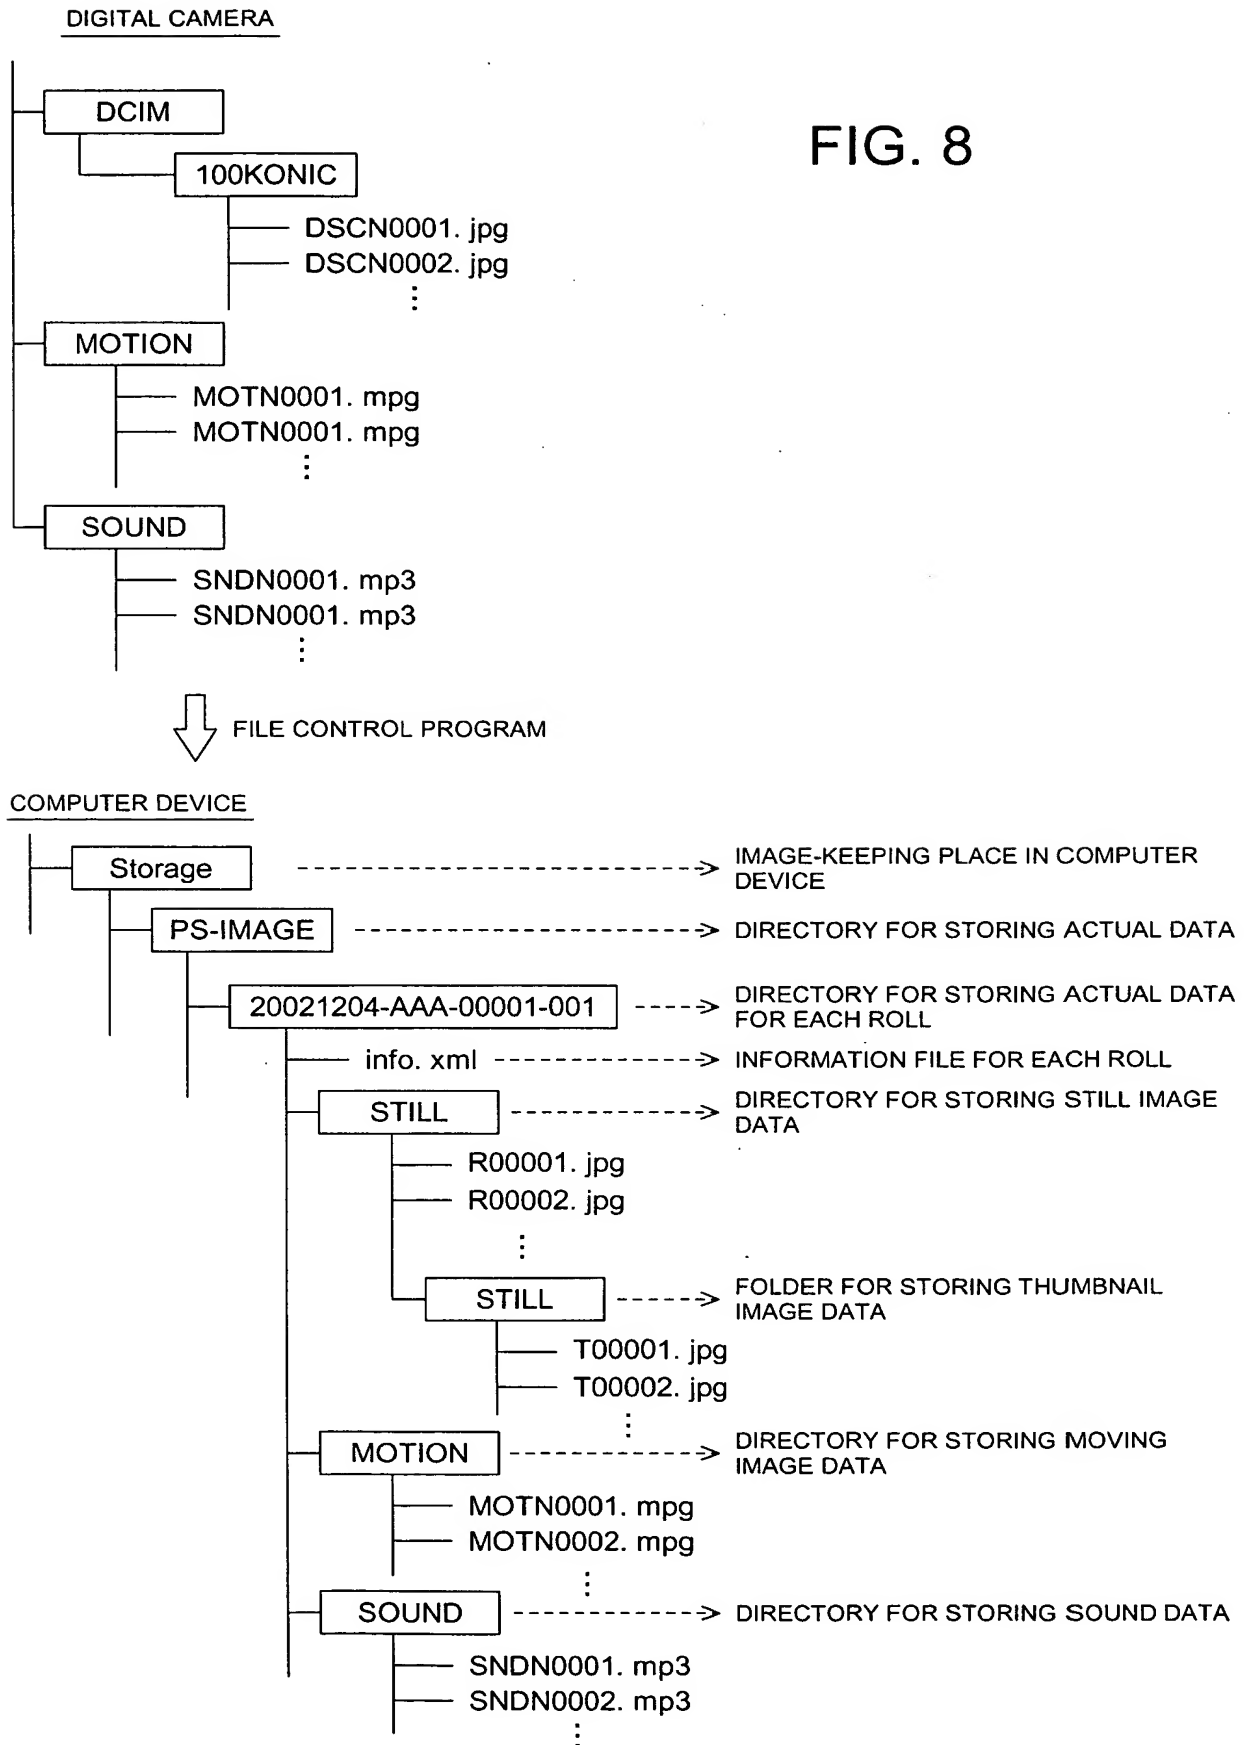 DIGITAL CAMERA
FIG. 8
DCIM
100KONIC
DSCN0001. jpg
DSCN0002. jpg
MOTION
MOTN0001. mpg
MOTN0001. mpg
SOUND
SNDN0001. mp3
SNDN0001. mp3
FILE CONTROL PROGRAM
COMPUTER DEVICE
Storage
IMAGE-KEEPING PLACE IN COMPUTER
DEVICE
PS-IMAGE
DIRECTORY FOR STORING ACTUAL DATA
20021204-AAA-00001-001
DIRECTORY FOR STORING ACTUAL DATA
FOR EACH ROLL
info. xml
INFORMATION FILE FOR EACH ROLL
STILL
DIRECTORY FOR STORING STILL IMAGE
DATA
R00001. jpg
R00002. jpg
STILL
FOLDER FOR STORING THUMBNAIL
IMAGE DATA
T00001. jpg
T00002. jpg
MOTION
DIRECTORY FOR STORING MOVING
IMAGE DATA
MOTN0001. mpg
MOTN0002. mpg
SOUND
DIRECTORY FOR STORING SOUND DATA
SNDN0001. mp3
SNDN0002. mp3